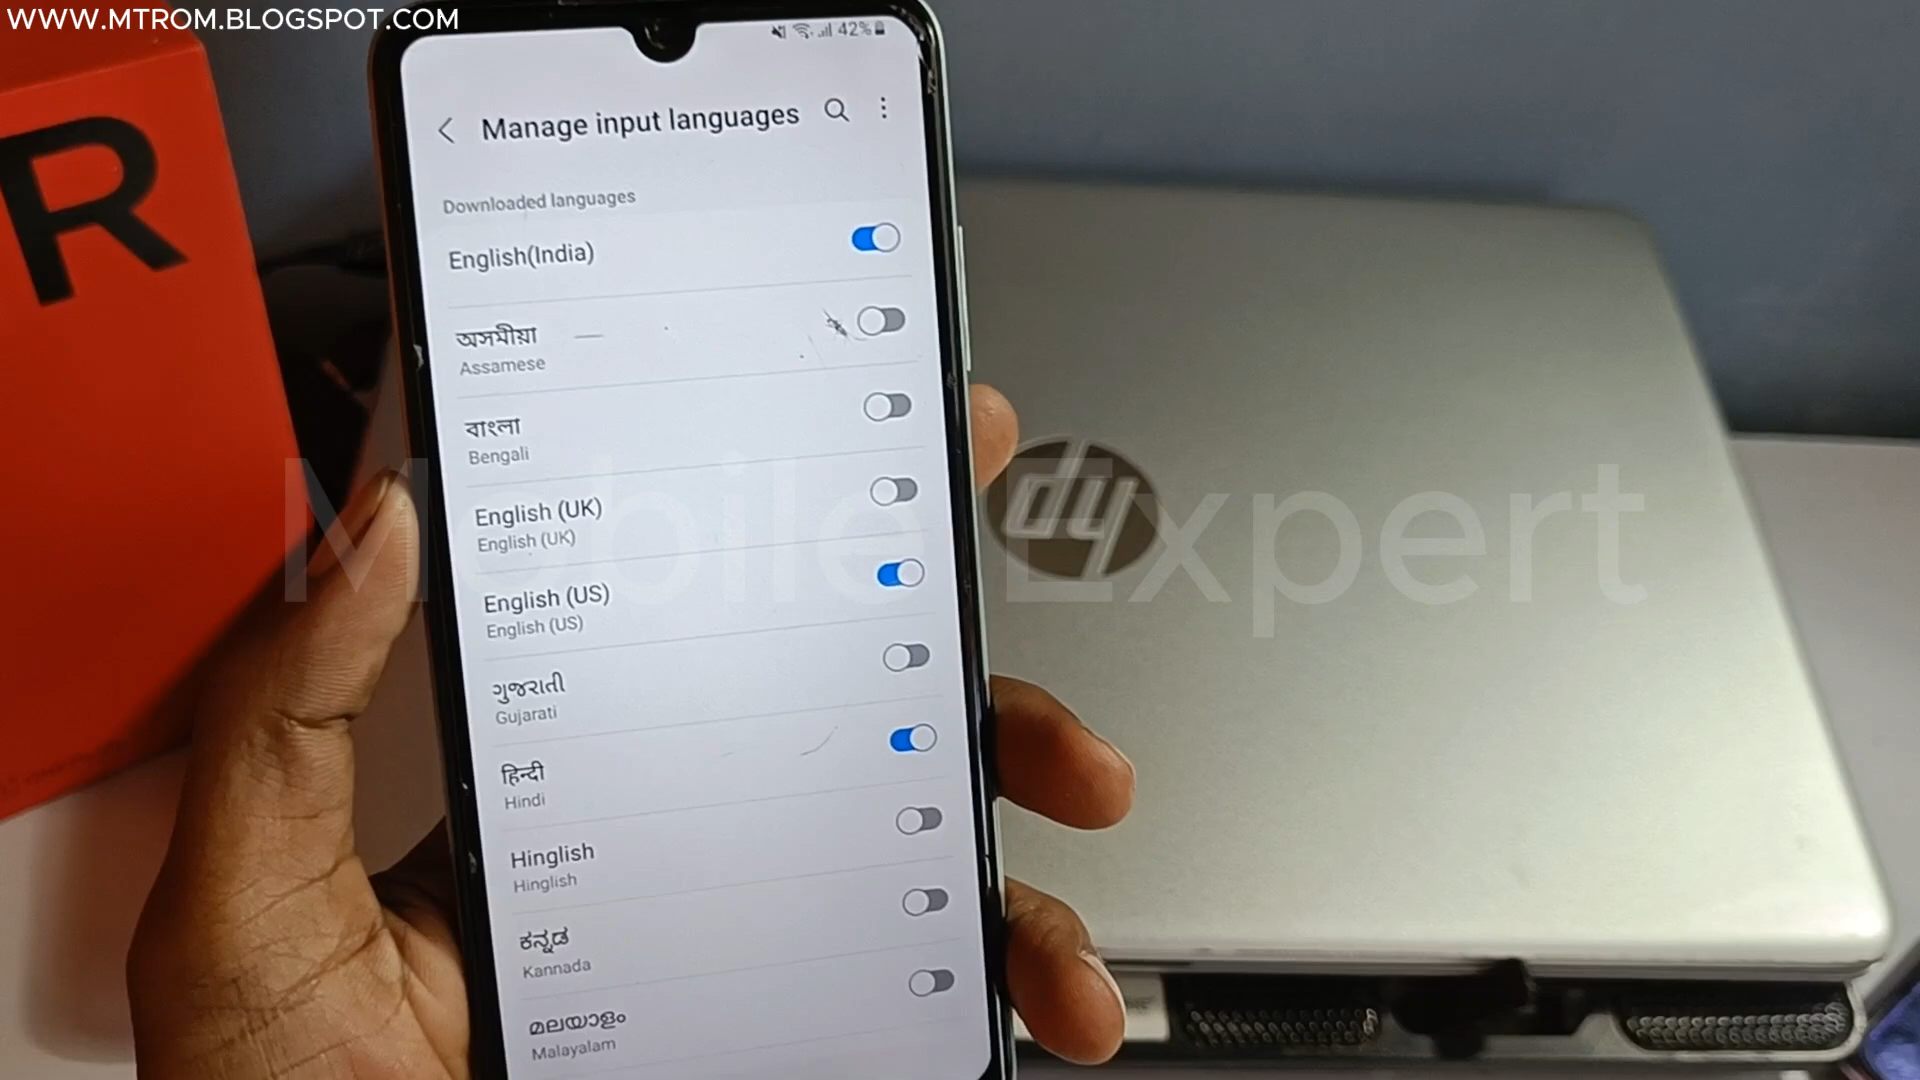 WWW.MTROM.BLOGSPOT.COM
42%
Manage input languages
Downloaded languages
English(India)
অসমীয়া
Assamese
বাংলা
Bengali
English (UK)
English (UK)
English (US)
English (US)
ગુજરાતી
Gujarati
हिन्दी
Hindi
Hinglish
Hinglish
ಕನ್ನಡ
Kannada
മലയാളം
Malayalam
R
hp
Mobile Expert